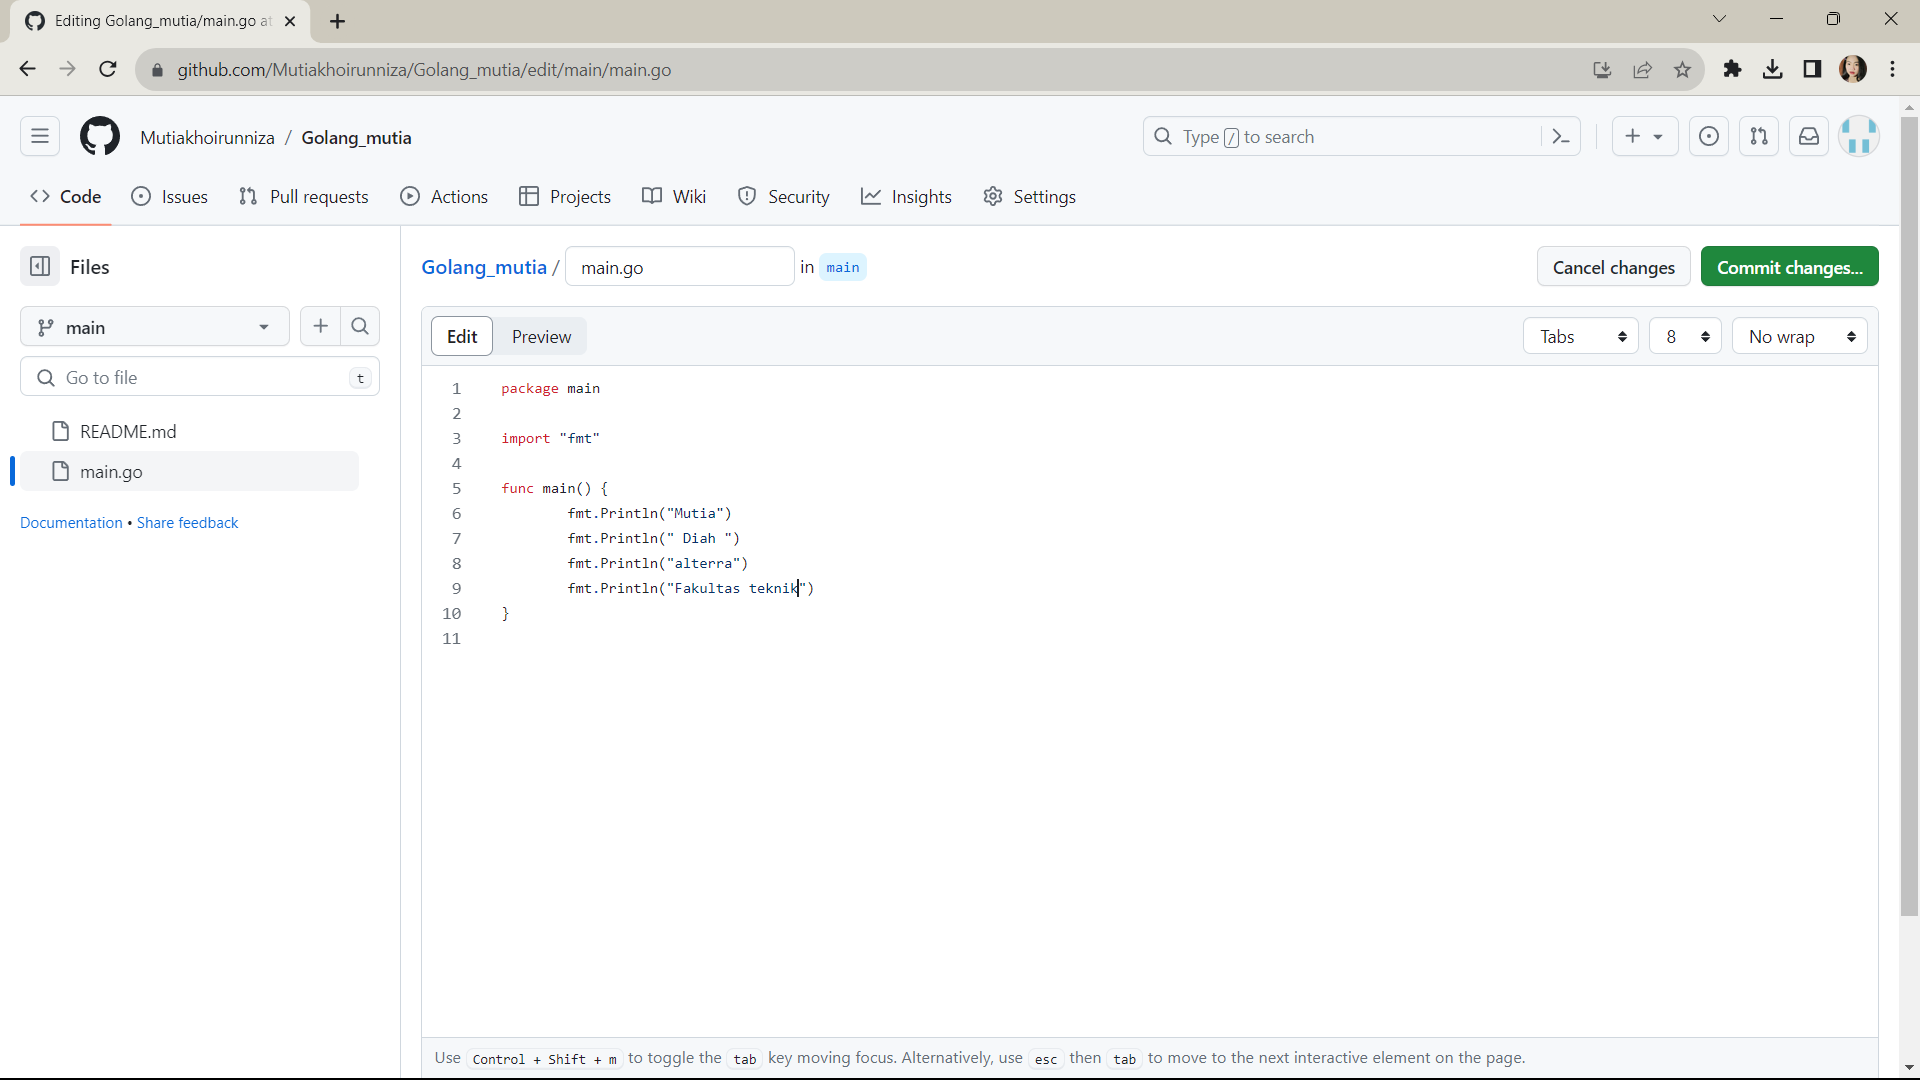 Editing Golang_mutia/main.go at
github.com/Mutiakhoirunniza/Golang_mutia/edit/main/main.go
Mutiakhoirunniza / Golang_mutia
Type / to search
Code Issues Pull requests Actions Projects Wiki Security Insights Settings
Files
Golang_mutia / main.go in main
Cancel changes Commit changes...
main
Go to file t
README.md
main.go
Documentation • Share feedback
Edit Preview Tabs 8 No wrap
1 package main
2
3 import "fmt"
4
5 func main() {
6 fmt.Println("Mutia")
7 fmt.Println(" Diah ")
8 fmt.Println("alterra")
9 fmt.Println("Fakultas teknik")
10 }
11
Use Control + Shift + m to toggle the tab key moving focus. Alternatively, use esc then tab to move to the next interactive element on the page.